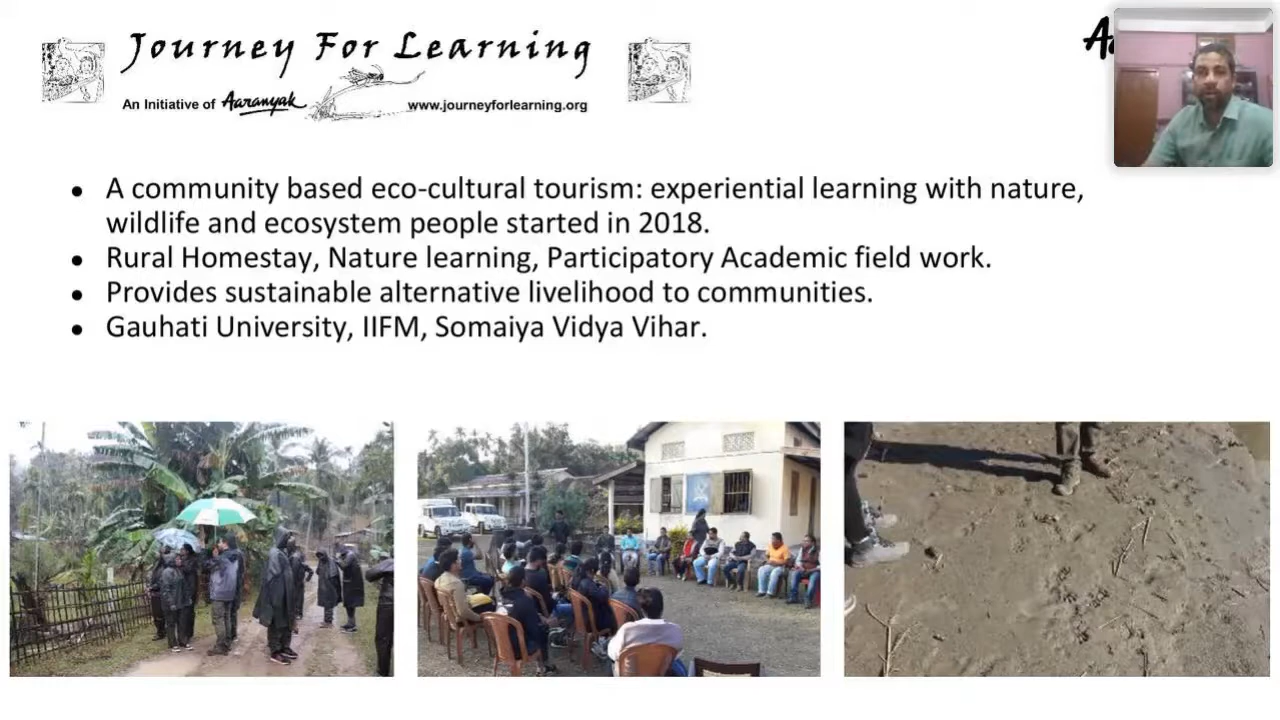 Journey For Learning
An Initiative of Aaranyak
www.journeyforlearning.org
• A community based eco-cultural tourism: experiential learning with nature,
wildlife and ecosystem people started in 2018.
• Rural Homestay, Nature learning, Participatory Academic field work.
• Provides sustainable alternative livelihood to communities.
• Gauhati University, IIFM, Somaiya Vidya Vihar.